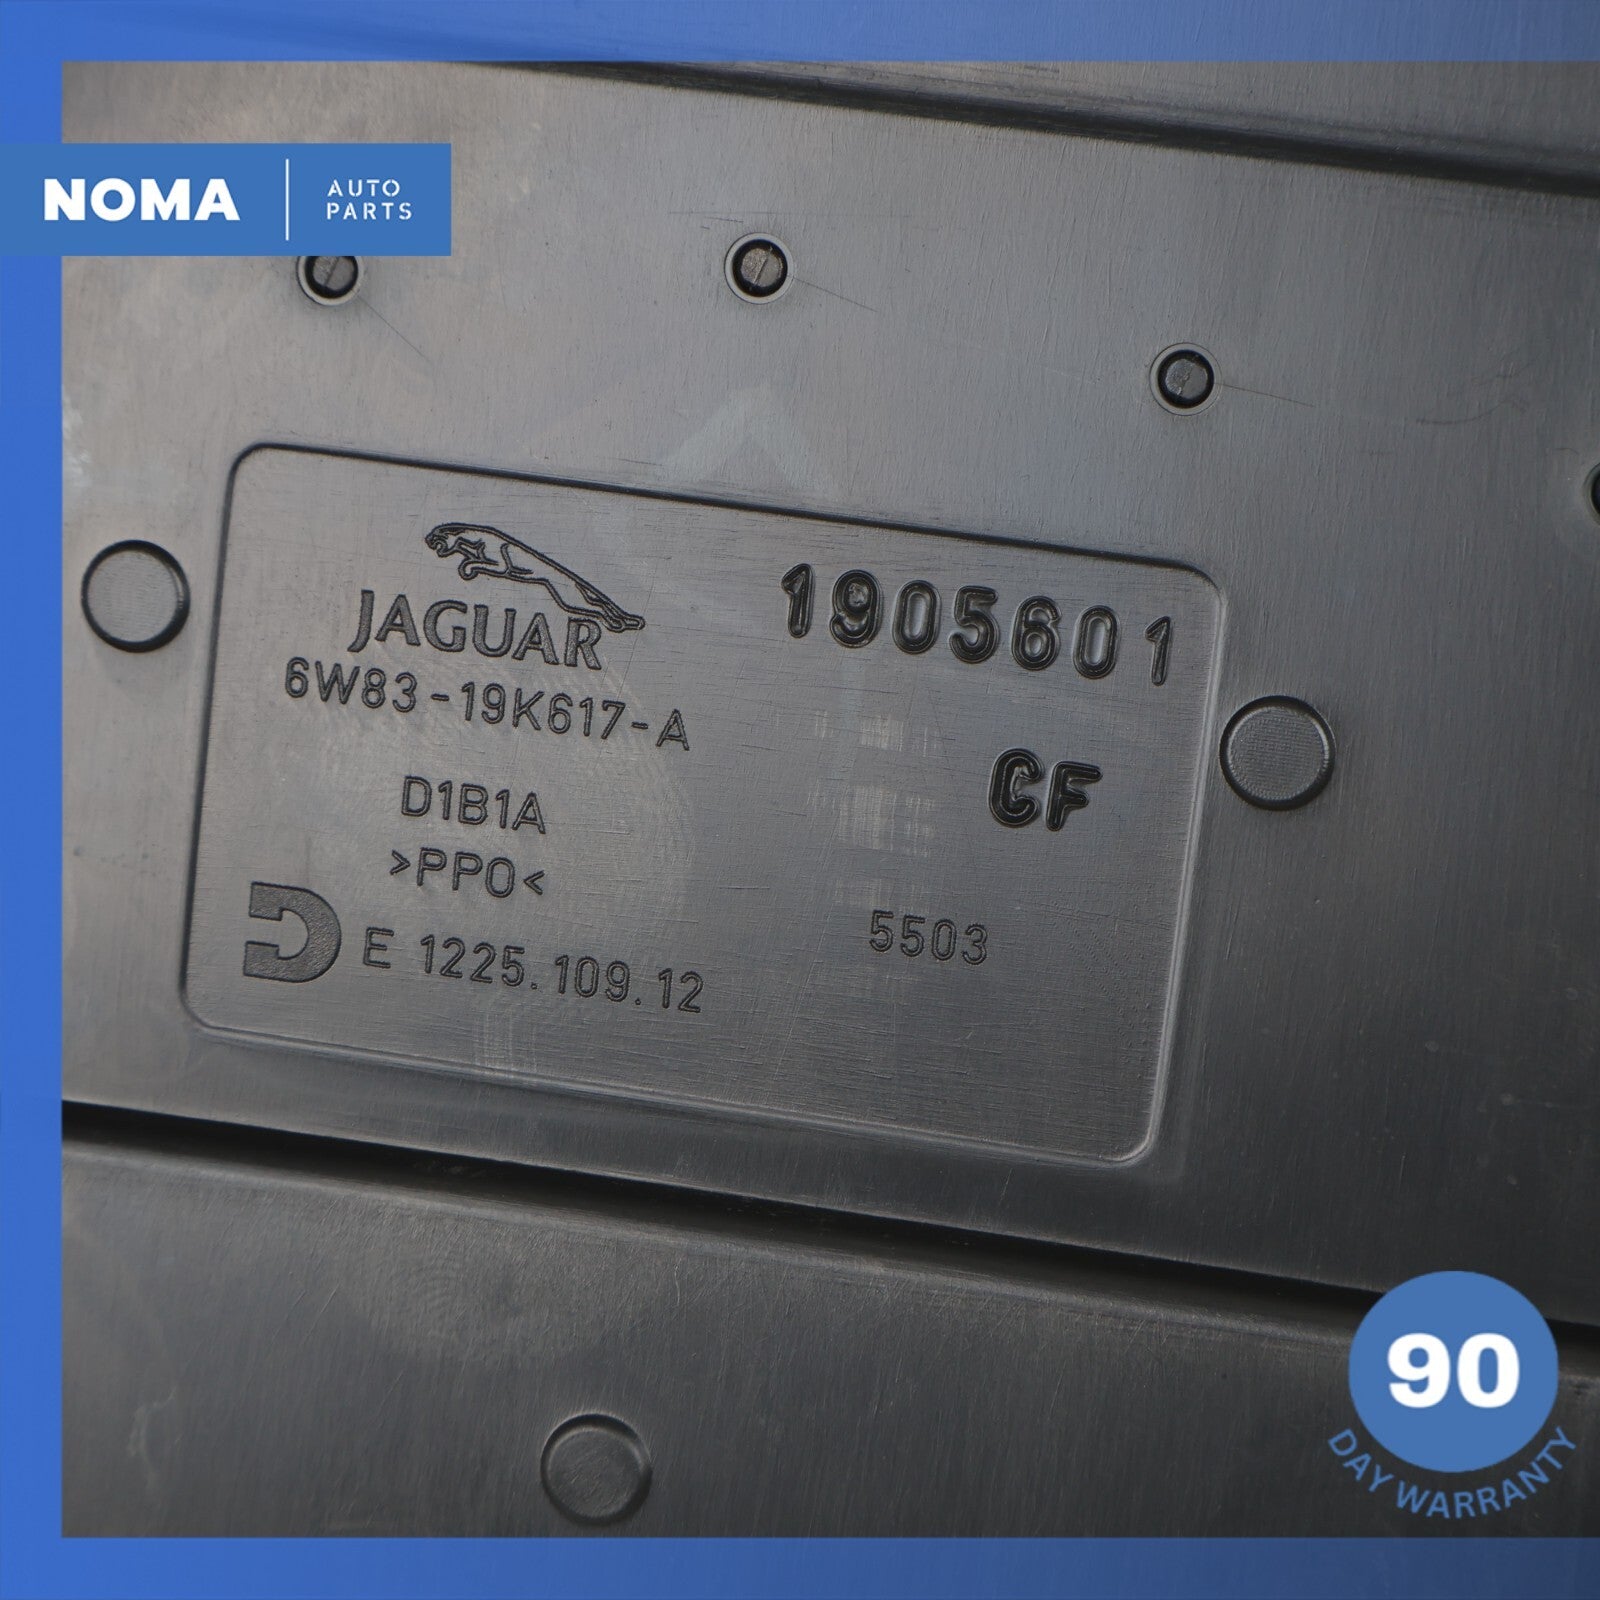 NOMA
AUTO
PARTS
JAGUAR
6W83-19K617-A
D1B1A
>PPO<
E 1225.109.12
1905601
CF
5503
90
DAY WARRANTY